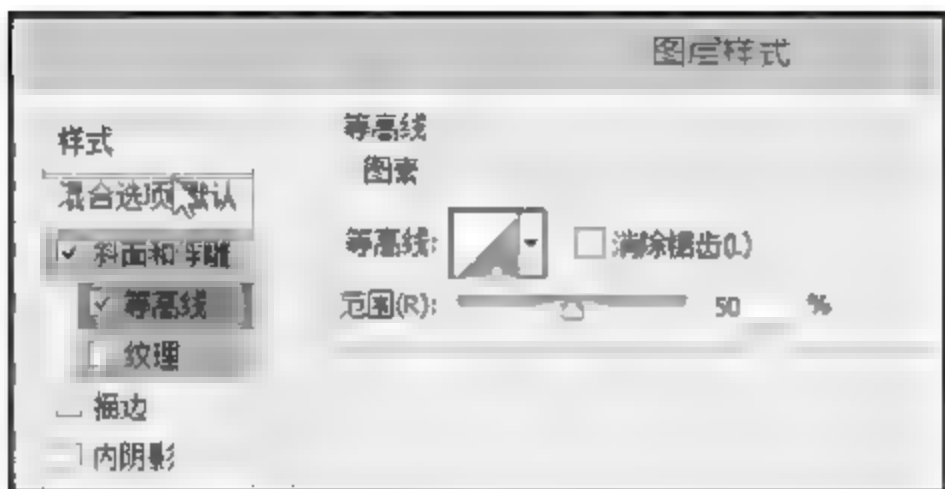 图层样式
样式
混合选项:默认
斜面和浮雕
等高线
纹理
描边
内阴影
等高线
图素
等高线: 消除锯齿(L)
范围(R): 50 %